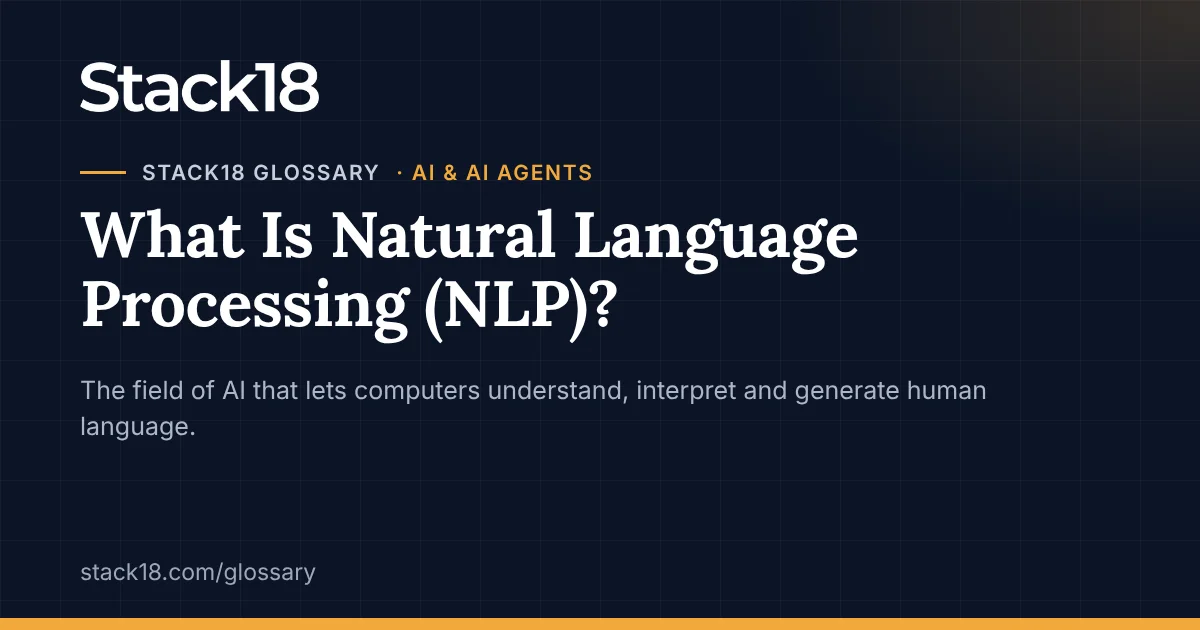 Stack18
STACK18 GLOSSARY · AI & AI AGENTS
What Is Natural Language
Processing (NLP)?
The field of AI that lets computers understand, interpret and generate human
language.
stack18.com/glossary